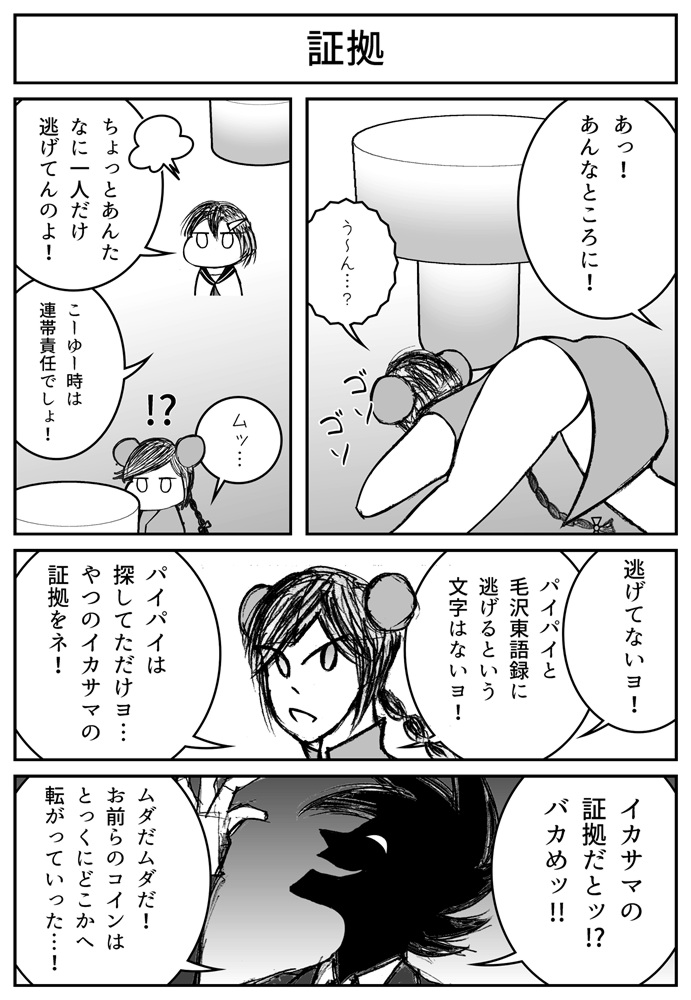 証拠
あっ！
あんなところに！
う〜ん…？
ゴソ
ゴソ
ちょっとあんた
なに一人だけ
逃げてんのよ！
こーゆー時は
連帯責任でしょ！
!?
ムッ…
逃げてないヨ！
パイパイと
毛沢東語録に
逃げるという
文字はないヨ！
パイパイは
探してただけヨ…
やつのイカサマの
証拠をネ！
イカサマの
証拠だとッ!?
バカめッ!!
ムダだムダだ！
お前らのコインは
とっくにどこかへ
転がっていった…！